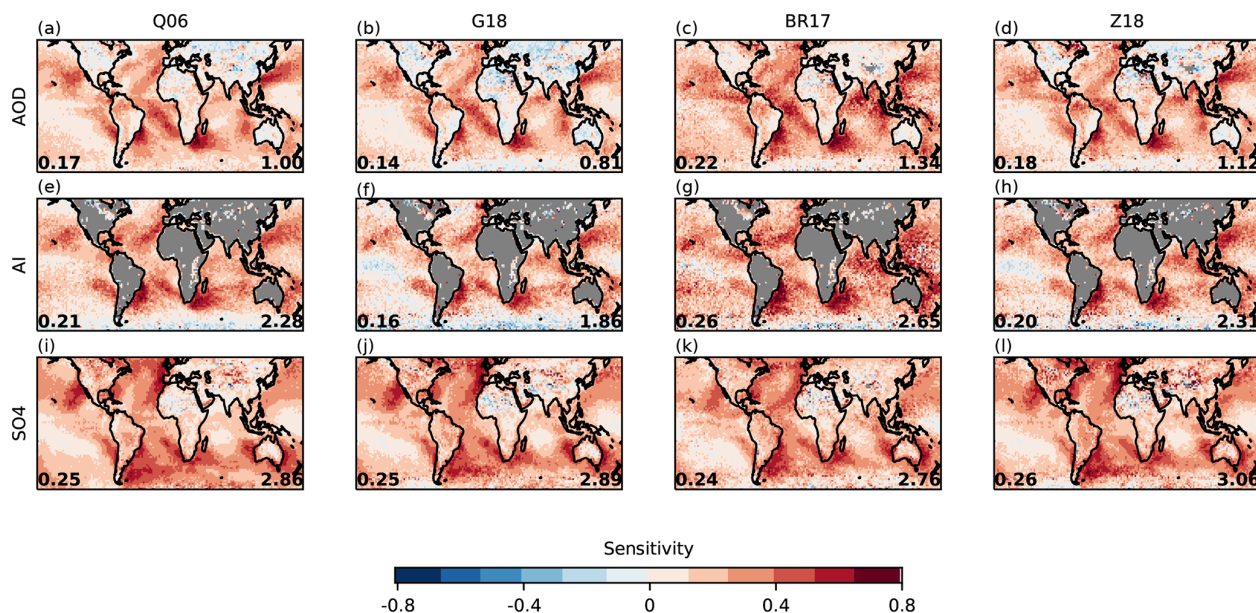 Q06 G18 BR17 Z18
(a) (b) (c) (d)
AOD
0.17 1.00 0.14 0.81 0.22 1.34 0.18 1.12
(e) (f) (g) (h)
AI
0.21 2.28 0.16 1.86 0.26 2.65 0.20 2.31
(i) (j) (k) (l)
SO4
0.25 2.86 0.25 2.89 0.24 2.76 0.26 3.06
Sensitivity
-0.8 -0.4 0 0.4 0.8